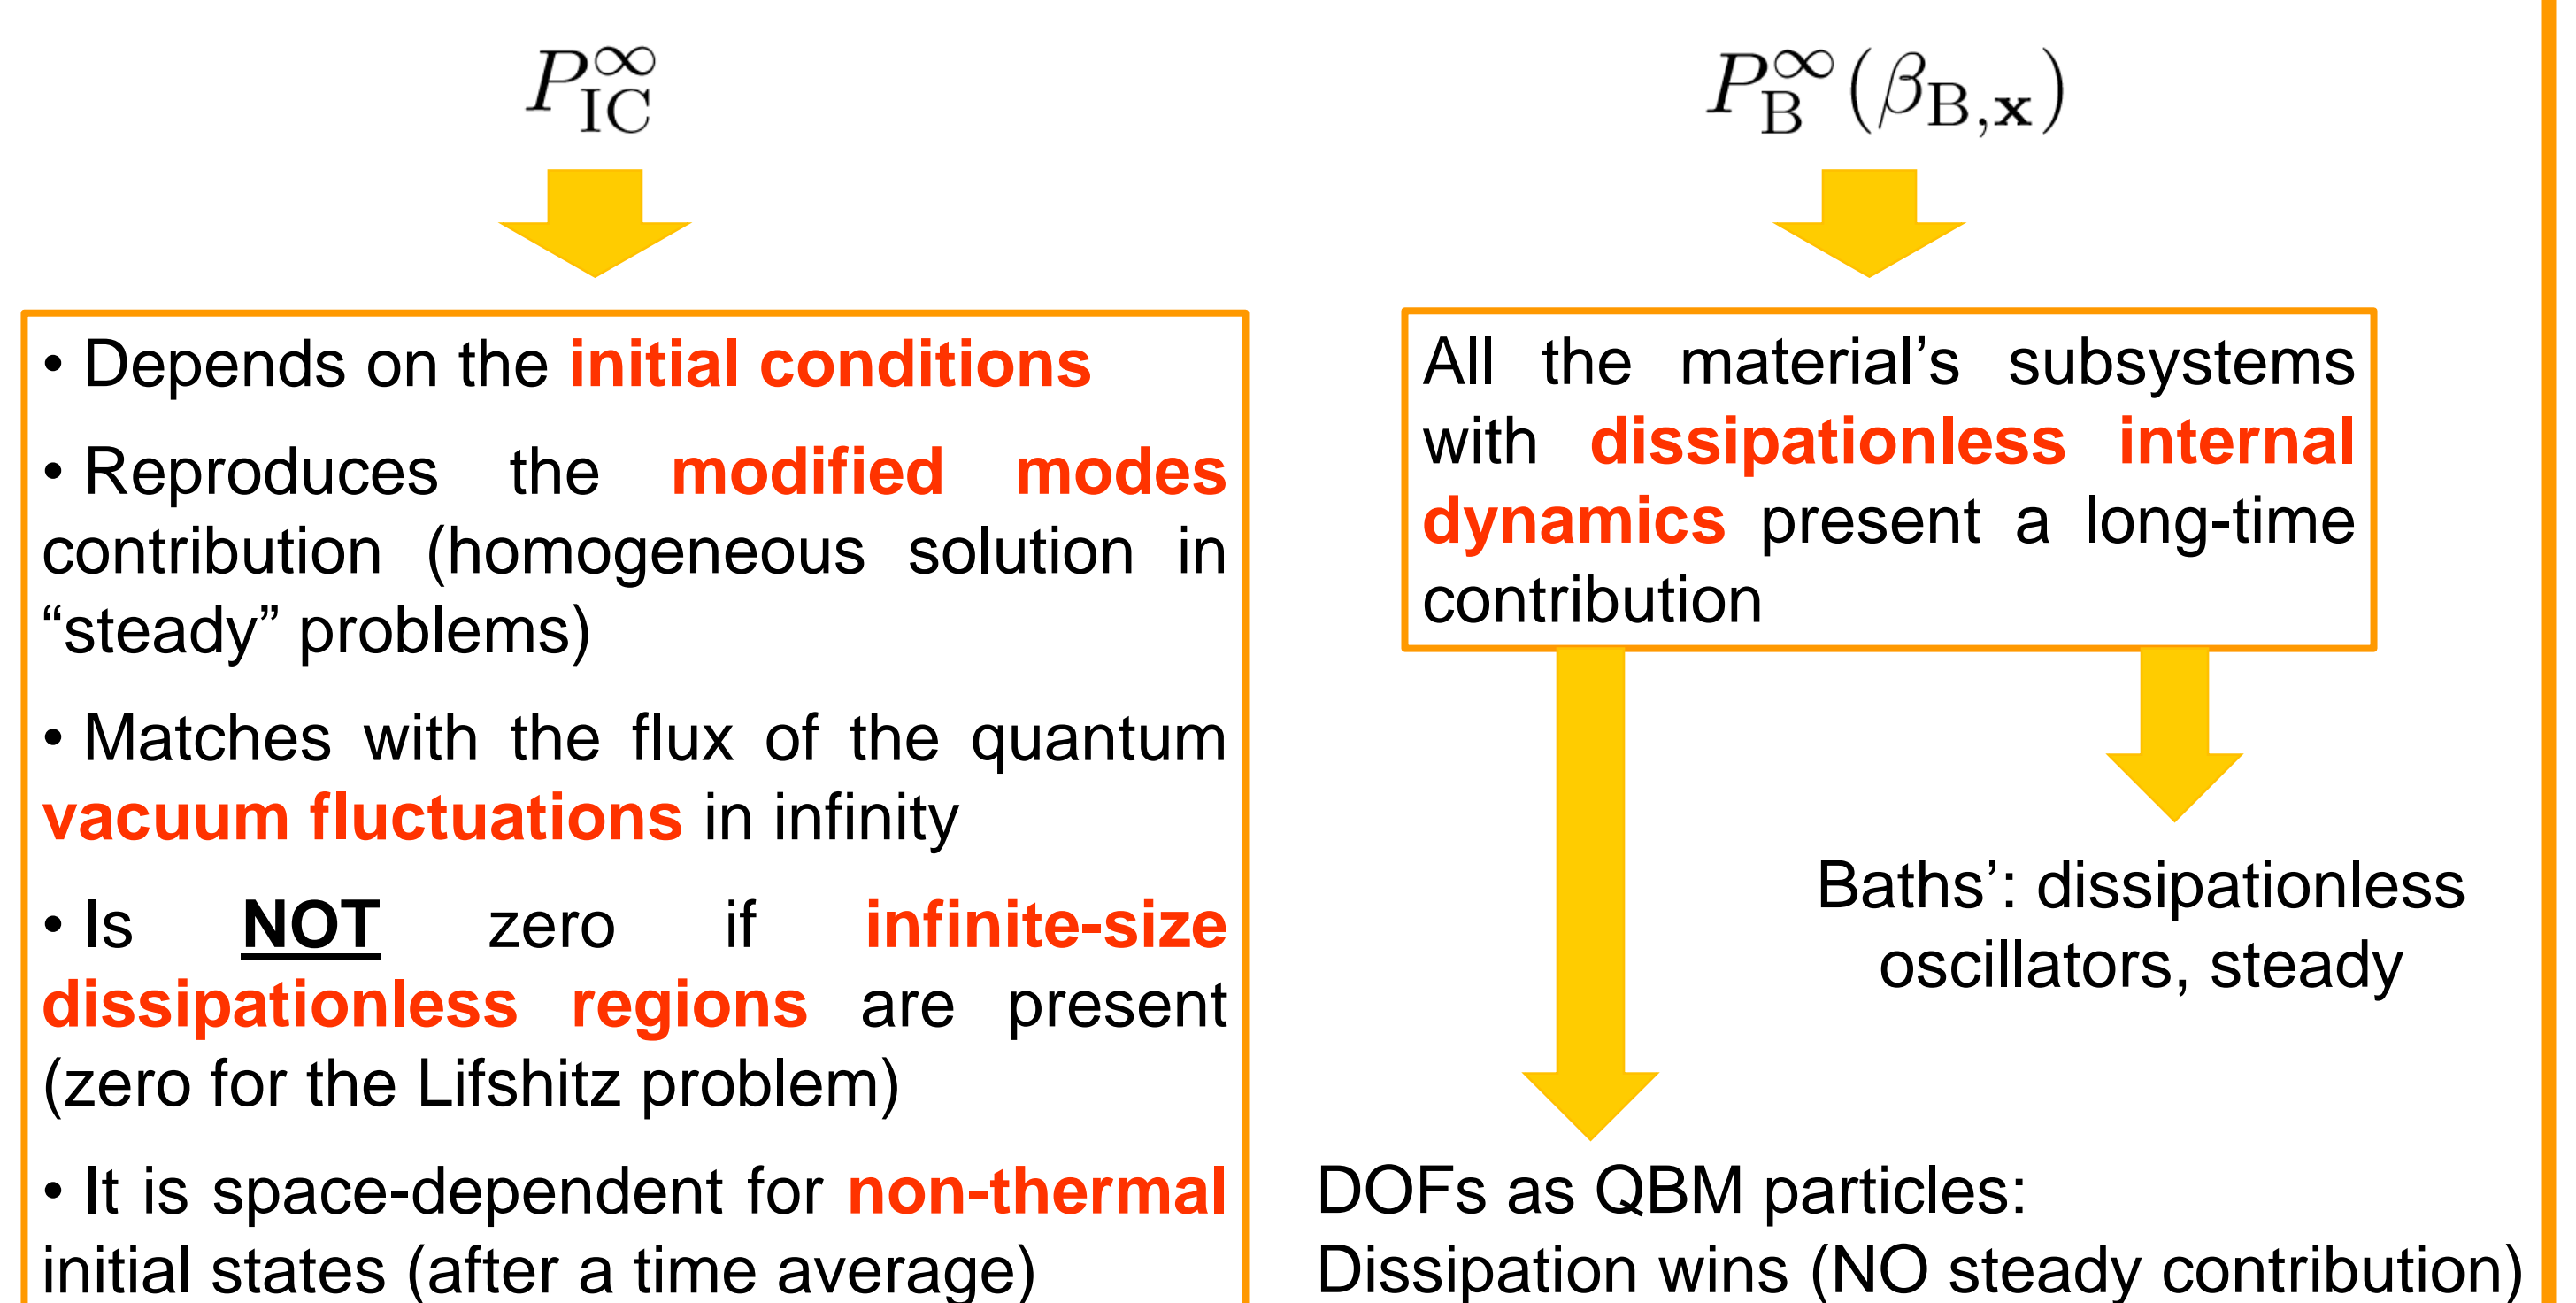 P_IC^∞
• Depends on the initial conditions
• Reproduces the modified modes
contribution (homogeneous solution in
“steady” problems)
• Matches with the flux of the quantum
vacuum fluctuations in infinity
• Is NOT zero if infinite-size
dissipationless regions are present
(zero for the Lifshitz problem)
• It is space-dependent for non-thermal
initial states (after a time average)
P_B^∞(β_B,x)
All the material’s subsystems
with dissipationless internal
dynamics present a long-time
contribution
Baths’: dissipationless
oscillators, steady
DOFs as QBM particles:
Dissipation wins (NO steady contribution)